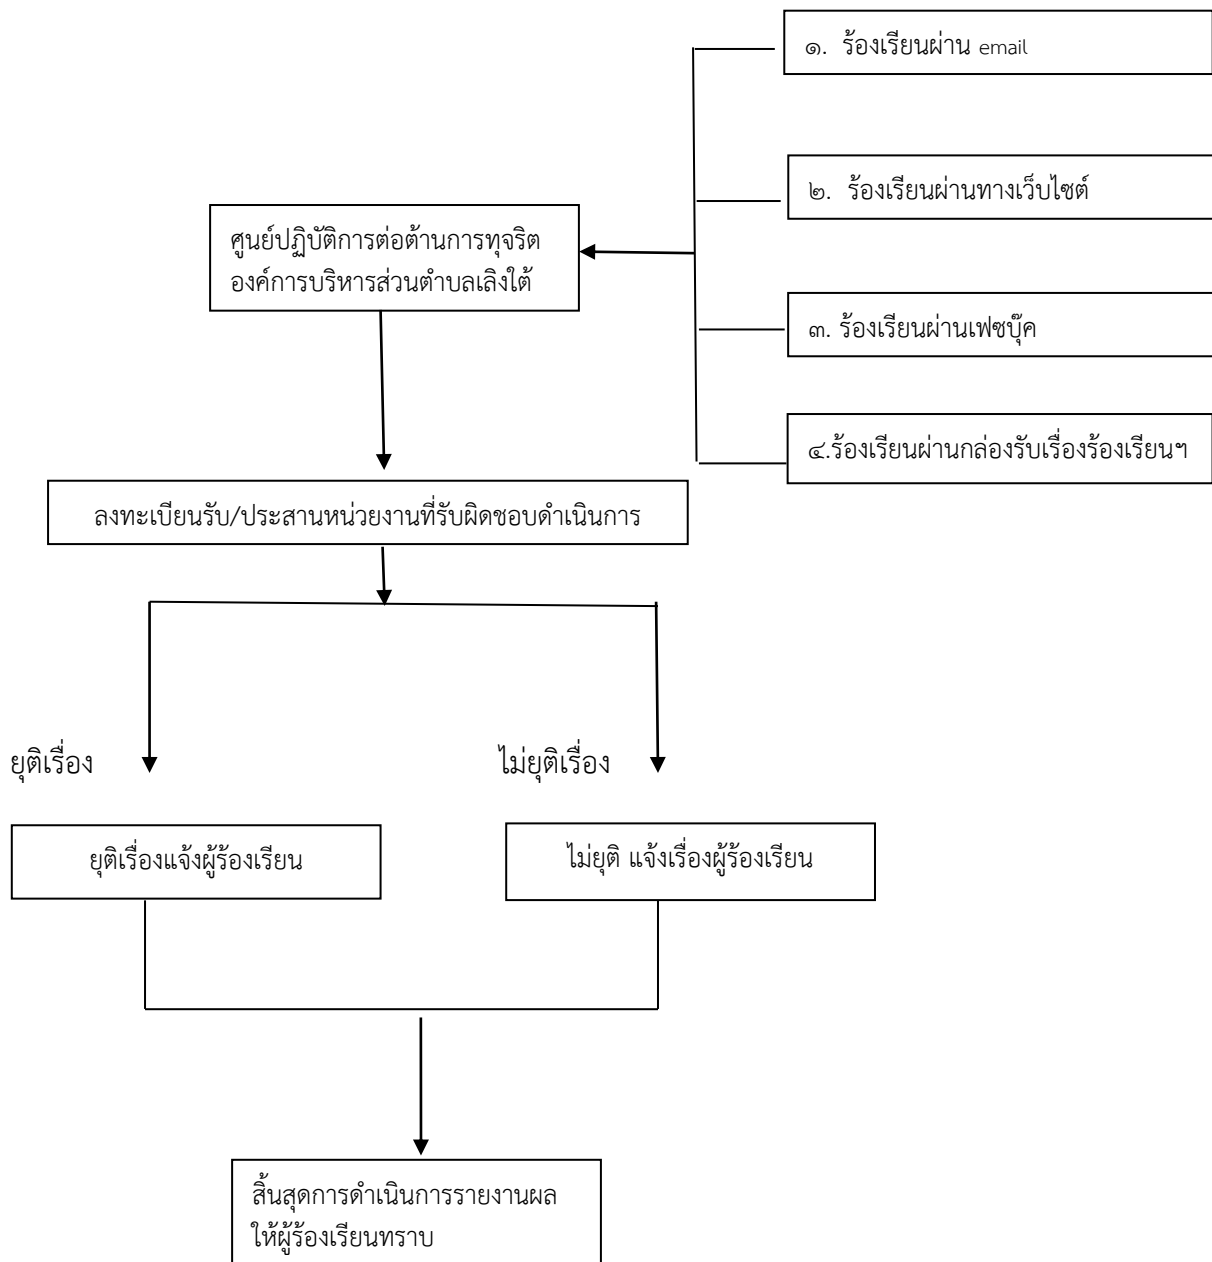 ๑. ร้องเรียนผ่าน email
๒. ร้องเรียนผ่านทางเว็บไซต์
ศูนย์ปฏิบัติการต่อต้านการทุจริต
องค์การบริหารส่วนตำบลเลิงใต้
๓. ร้องเรียนผ่านเฟซบุ๊ค
๔.ร้องเรียนผ่านกล่องรับเรื่องร้องเรียนฯ
ลงทะเบียนรับ/ประสานหน่วยงานที่รับผิดชอบดำเนินการ
ยุติเรื่อง
ไม่ยุติเรื่อง
ยุติเรื่องแจ้งผู้ร้องเรียน
ไม่ยุติ แจ้งเรื่องผู้ร้องเรียน
สิ้นสุดการดำเนินการรายงานผล
ให้ผู้ร้องเรียนทราบ